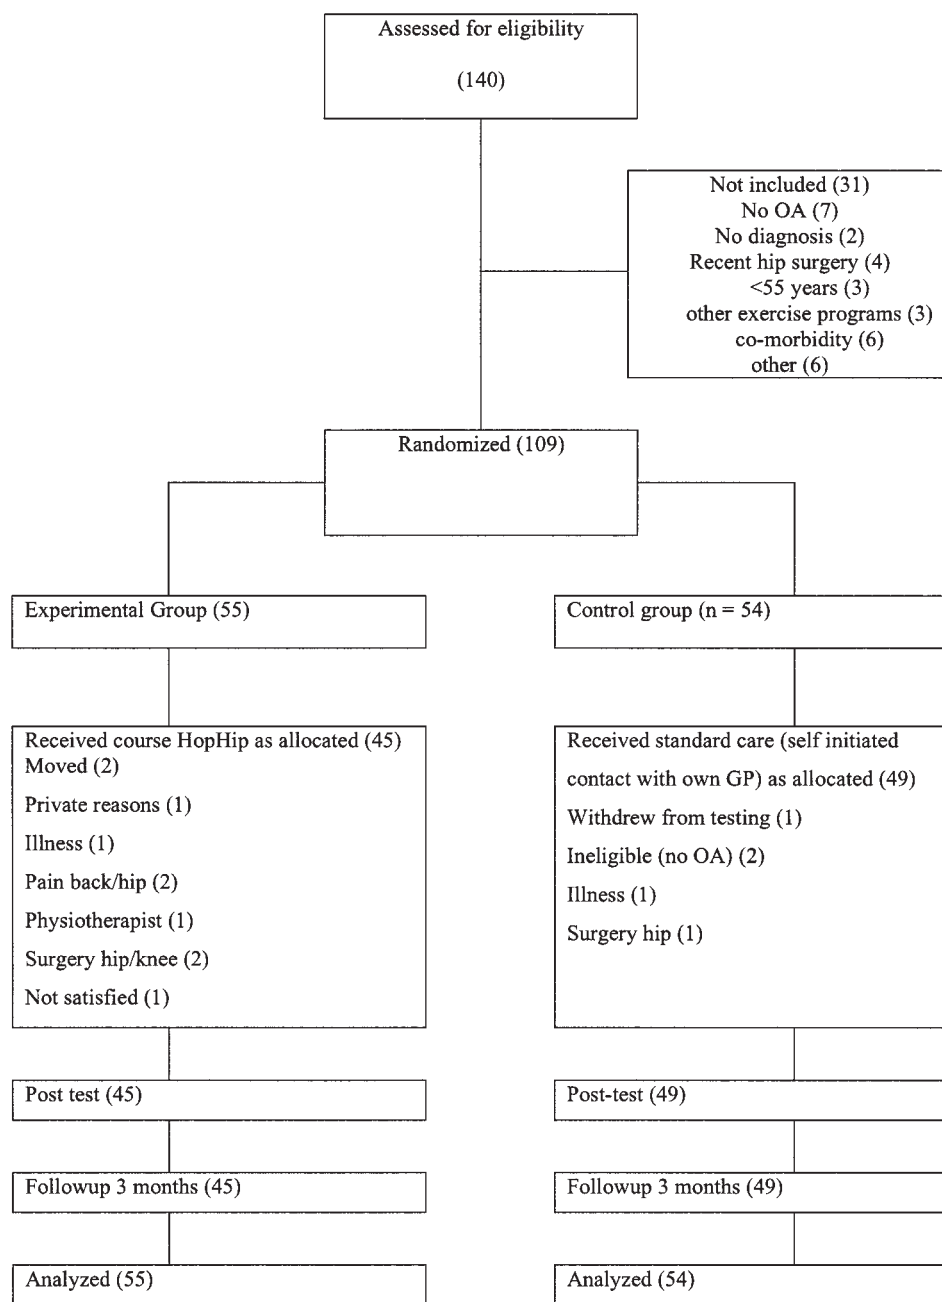 Assessed for eligibility
(140)
Not included (31)
No OA (7)
No diagnosis (2)
Recent hip surgery (4)
<55 years (3)
other exercise programs (3)
co-morbidity (6)
other (6)
Randomized (109)
Experimental Group (55)
Control group (n = 54)
Received course HopHip as allocated (45)
Moved (2)
Private reasons (1)
Illness (1)
Pain back/hip (2)
Physiotherapist (1)
Surgery hip/knee (2)
Not satisfied (1)
Received standard care (self initiated
contact with own GP) as allocated (49)
Withdrew from testing (1)
Ineligible (no OA) (2)
Illness (1)
Surgery hip (1)
Post test (45)
Post-test (49)
Followup 3 months (45)
Followup 3 months (49)
Analyzed (55)
Analyzed (54)